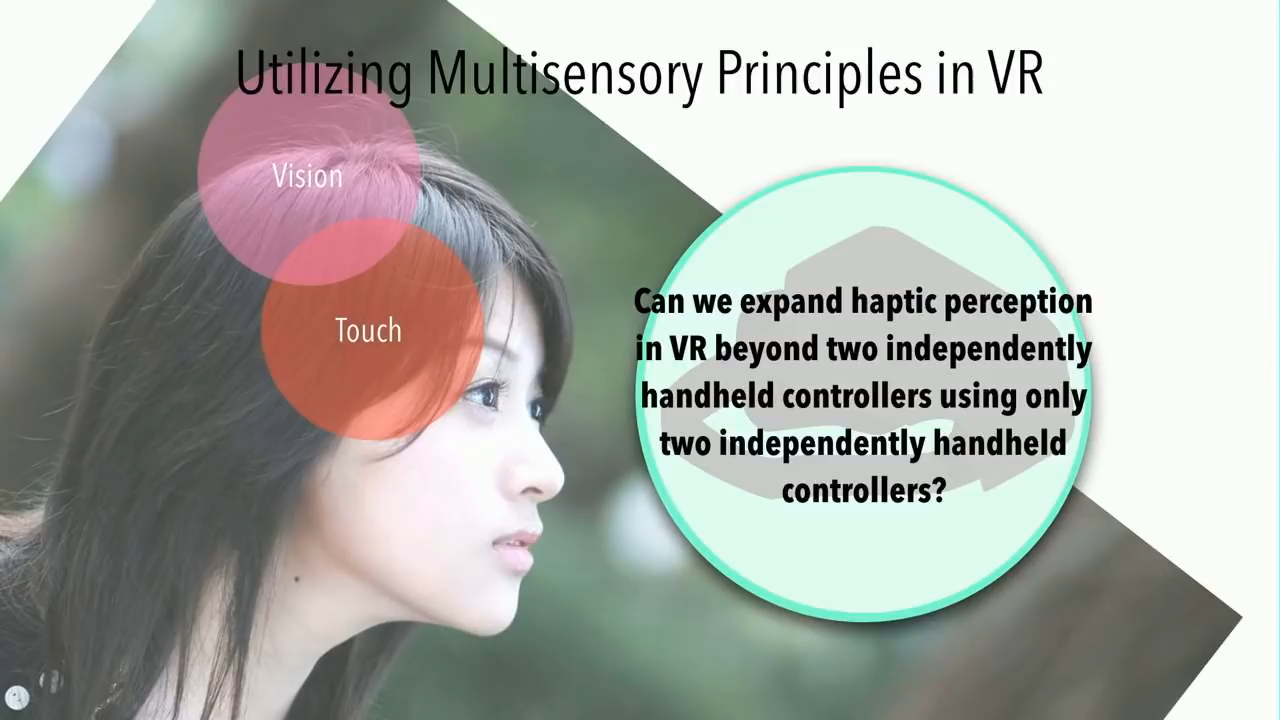 Utilizing Multisensory Principles in VR
Vision
Touch
Can we expand haptic perception
in VR beyond two independently
handheld controllers using only
two independently handheld
controllers?